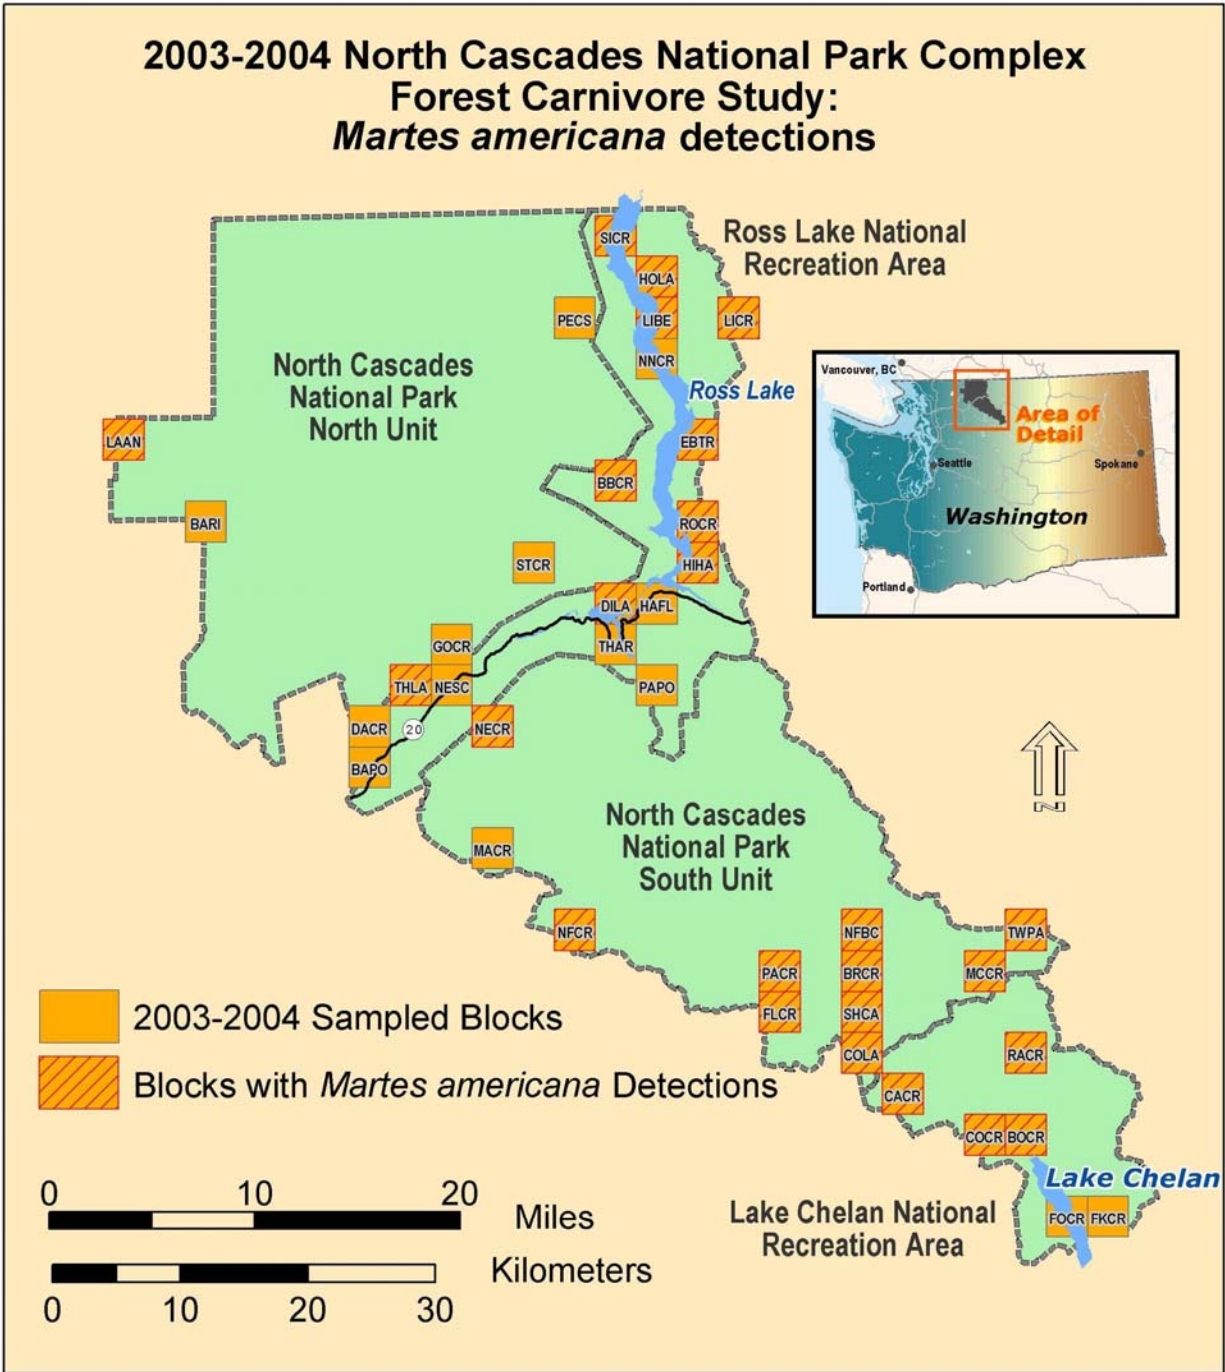 2003-2004 North Cascades National Park Complex
Forest Carnivore Study:
Martes americana detections
SICR
Ross Lake National
Recreation Area
HOLA
PECS
LIBE
LICR
NNCR
North Cascades
National Park
North Unit
Ross Lake
Vancouver, BC
Area of
Detail
Seattle
Spokane
Washington
Portland
LAAN
EBTR
BBCR
BARI
ROCR
STCR
HIHA
DILA
HAFL
GOCR
THAR
THLA
NESC
PAPO
DACR
20
NECR
BAPO
N
North Cascades
National Park
South Unit
MACR
NFCR
NFBC
TWPA
PACR
BRCR
MCCR
FLCR
SHCA
COLA
RACR
CACR
COCR
BOCR
2003-2004 Sampled Blocks
Blocks with Martes americana Detections
Lake Chelan
FOCR
FKCR
Lake Chelan National
Recreation Area
0 10 20
Miles
Kilometers
0 10 20 30